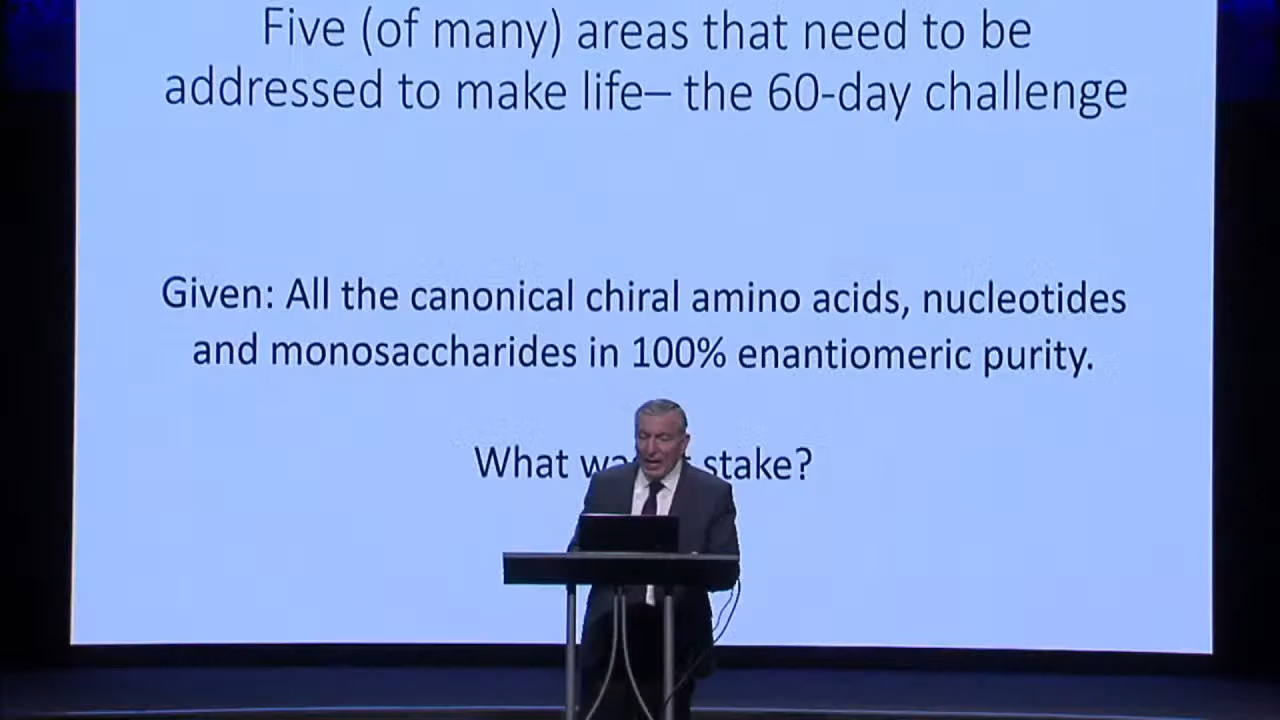 Five (of many) areas that need to be
addressed to make life– the 60-day challenge
Given: All the canonical chiral amino acids, nucleotides
and monosaccharides in 100% enantiomeric purity.
What stake?